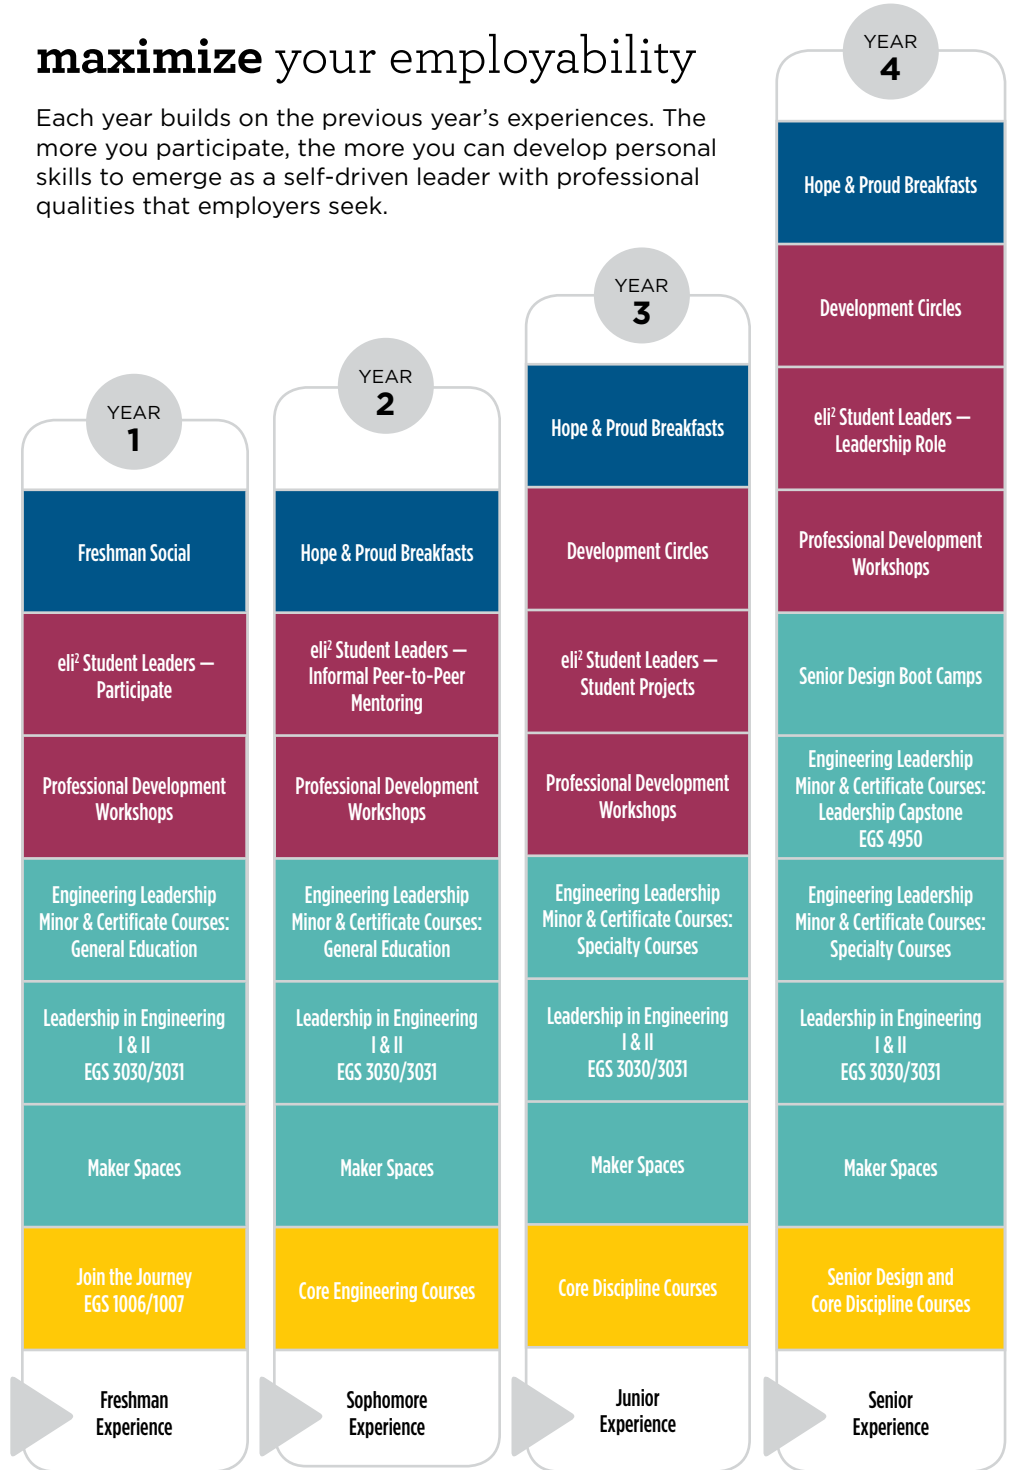 maximize your employability
Each year builds on the previous year's experiences. The
more you participate, the more you can develop personal
skills to emerge as a self-driven leader with professional
qualities that employers seek.
YEAR
1
Freshman Social
eli² Student Leaders —
Participate
Professional Development
Workshops
Engineering Leadership
Minor & Certificate Courses:
General Education
Leadership in Engineering
I & II
EGS 3030/3031
Maker Spaces
Join the Journey
EGS 1006/1007
Freshman
Experience
YEAR
2
Hope & Proud Breakfasts
eli² Student Leaders —
Informal Peer-to-Peer
Mentoring
Professional Development
Workshops
Engineering Leadership
Minor & Certificate Courses:
General Education
Leadership in Engineering
I & II
EGS 3030/3031
Maker Spaces
Core Engineering Courses
Sophomore
Experience
YEAR
3
Hope & Proud Breakfasts
Development Circles
eli² Student Leaders —
Student Projects
Professional Development
Workshops
Engineering Leadership
Minor & Certificate Courses:
Specialty Courses
Leadership in Engineering
I & II
EGS 3030/3031
Maker Spaces
Core Discipline Courses
Junior
Experience
YEAR
4
Hope & Proud Breakfasts
Development Circles
eli² Student Leaders —
Leadership Role
Professional Development
Workshops
Senior Design Boot Camps
Engineering Leadership
Minor & Certificate Courses:
Leadership Capstone
EGS 4950
Engineering Leadership
Minor & Certificate Courses:
Specialty Courses
Leadership in Engineering
I & II
EGS 3030/3031
Maker Spaces
Senior Design and
Core Discipline Courses
Senior
Experience